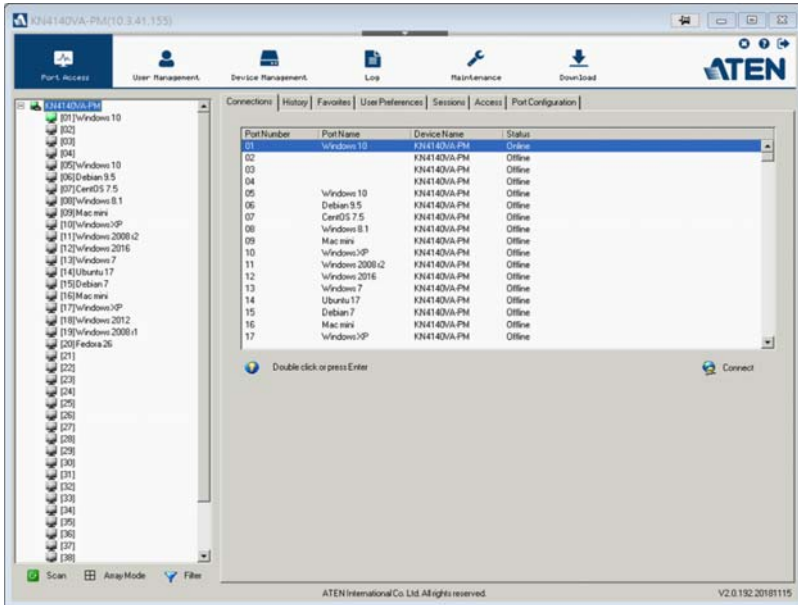 KN4140VA-PM(10.3.41.155)
Port Access
User Management
Device Management
Log
Maintenance
Download
ATEN
KN4140VA-PM
[01]Windows 10
[02]
[03]
[04]
[05]Windows 10
[06]Debian 9.5
[07]CentOS 7.5
[08]Windows 8.1
[09]Mac mini
[10]Windows XP
[11]Windows 2008 r2
[12]Windows 2016
[13]Windows 7
[14]Ubuntu 17
[15]Debian 7
[16]Mac mini
[17]Windows XP
[18]Windows 2012
[19]Windows 2008 r1
[20]Fedora 26
[21]
[22]
[23]
[24]
[25]
[26]
[27]
[28]
[29]
[30]
[31]
[32]
[33]
[34]
[35]
[36]
[37]
[38]
Scan Array Mode Filter
Connections History Favorites User Preferences Sessions Access Port Configuration
Port Number Port Name Device Name Status
01 Windows 10 KN4140VA-PM Online
02 KN4140VA-PM Offline
03 KN4140VA-PM Offline
04 KN4140VA-PM Offline
05 Windows 10 KN4140VA-PM Offline
06 Debian 9.5 KN4140VA-PM Offline
07 CentOS 7.5 KN4140VA-PM Offline
08 Windows 8.1 KN4140VA-PM Offline
09 Mac mini KN4140VA-PM Offline
10 Windows XP KN4140VA-PM Offline
11 Windows 2008 r2 KN4140VA-PM Offline
12 Windows 2016 KN4140VA-PM Offline
13 Windows 7 KN4140VA-PM Offline
14 Ubuntu 17 KN4140VA-PM Offline
15 Debian 7 KN4140VA-PM Offline
16 Mac mini KN4140VA-PM Offline
17 Windows XP KN4140VA-PM Offline
Double click or press Enter
Connect
ATEN International Co. Ltd. All rights reserved.
V2.0.192.20181115